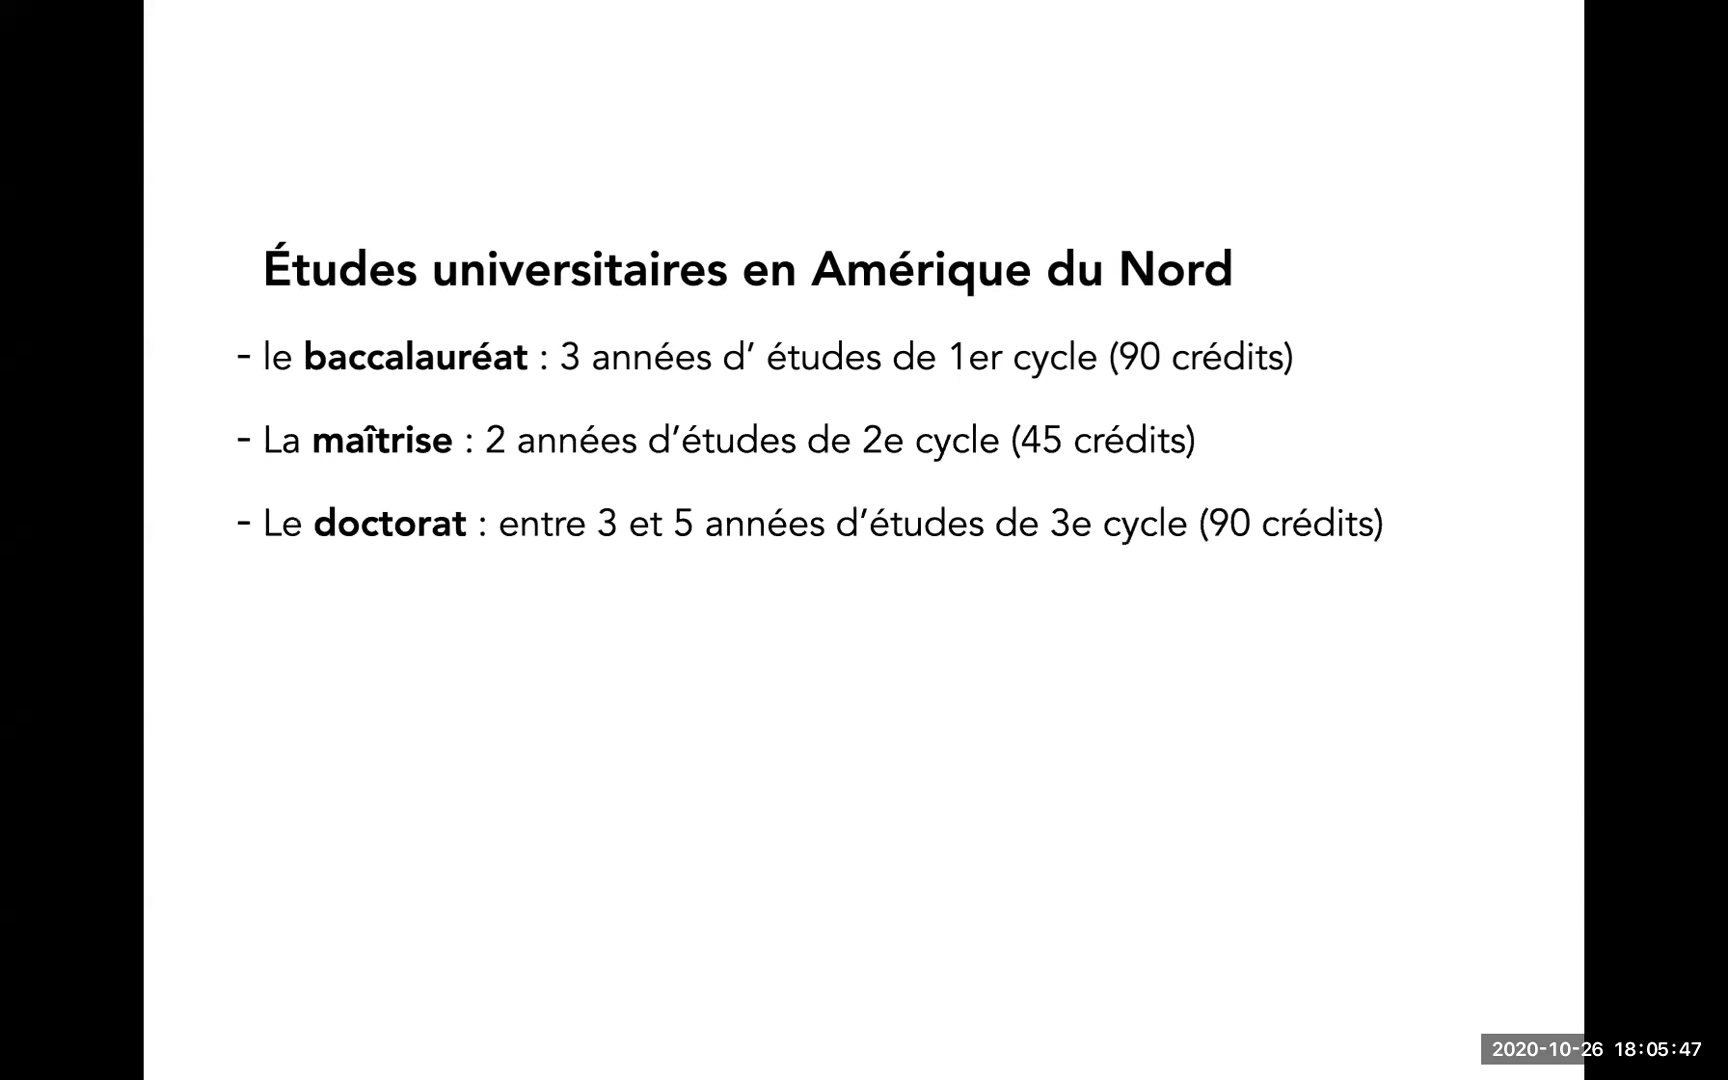 Études universitaires en Amérique du Nord
- le baccalauréat : 3 années d’ études de 1er cycle (90 crédits)
- La maîtrise : 2 années d’études de 2e cycle (45 crédits)
- Le doctorat : entre 3 et 5 années d’études de 3e cycle (90 crédits)
2020-10-26 18:05:47